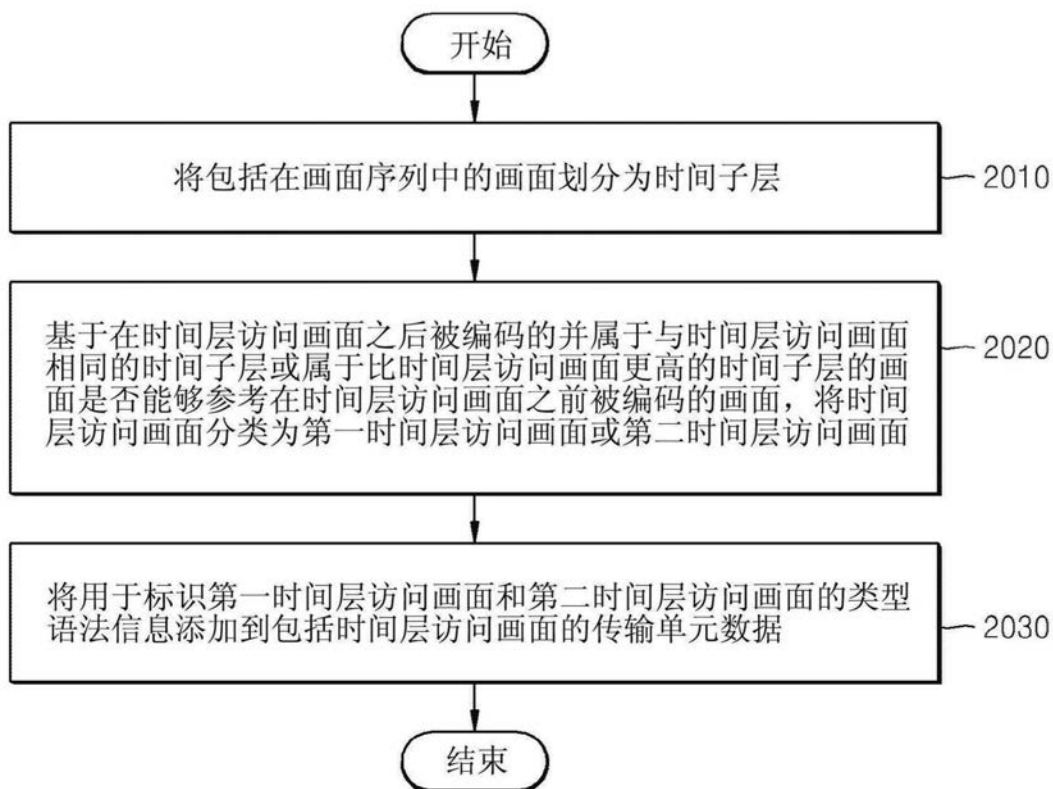 开始
将包括在画面序列中的画面划分为时间子层
2010
基于在时间层访问画面之后被编码的并属于与时间层访问画面
相同的时间子层或属于比时间层访问画面更高的时间子层的画
面是否能够参考在时间层访问画面之前被编码的画面，将时间
层访问画面分类为第一时间层访问画面或第二时间层访问画面
2020
将用于标识第一时间层访问画面和第二时间层访问画面的类型
语法信息添加到包括时间层访问画面的传输单元数据
2030
结束